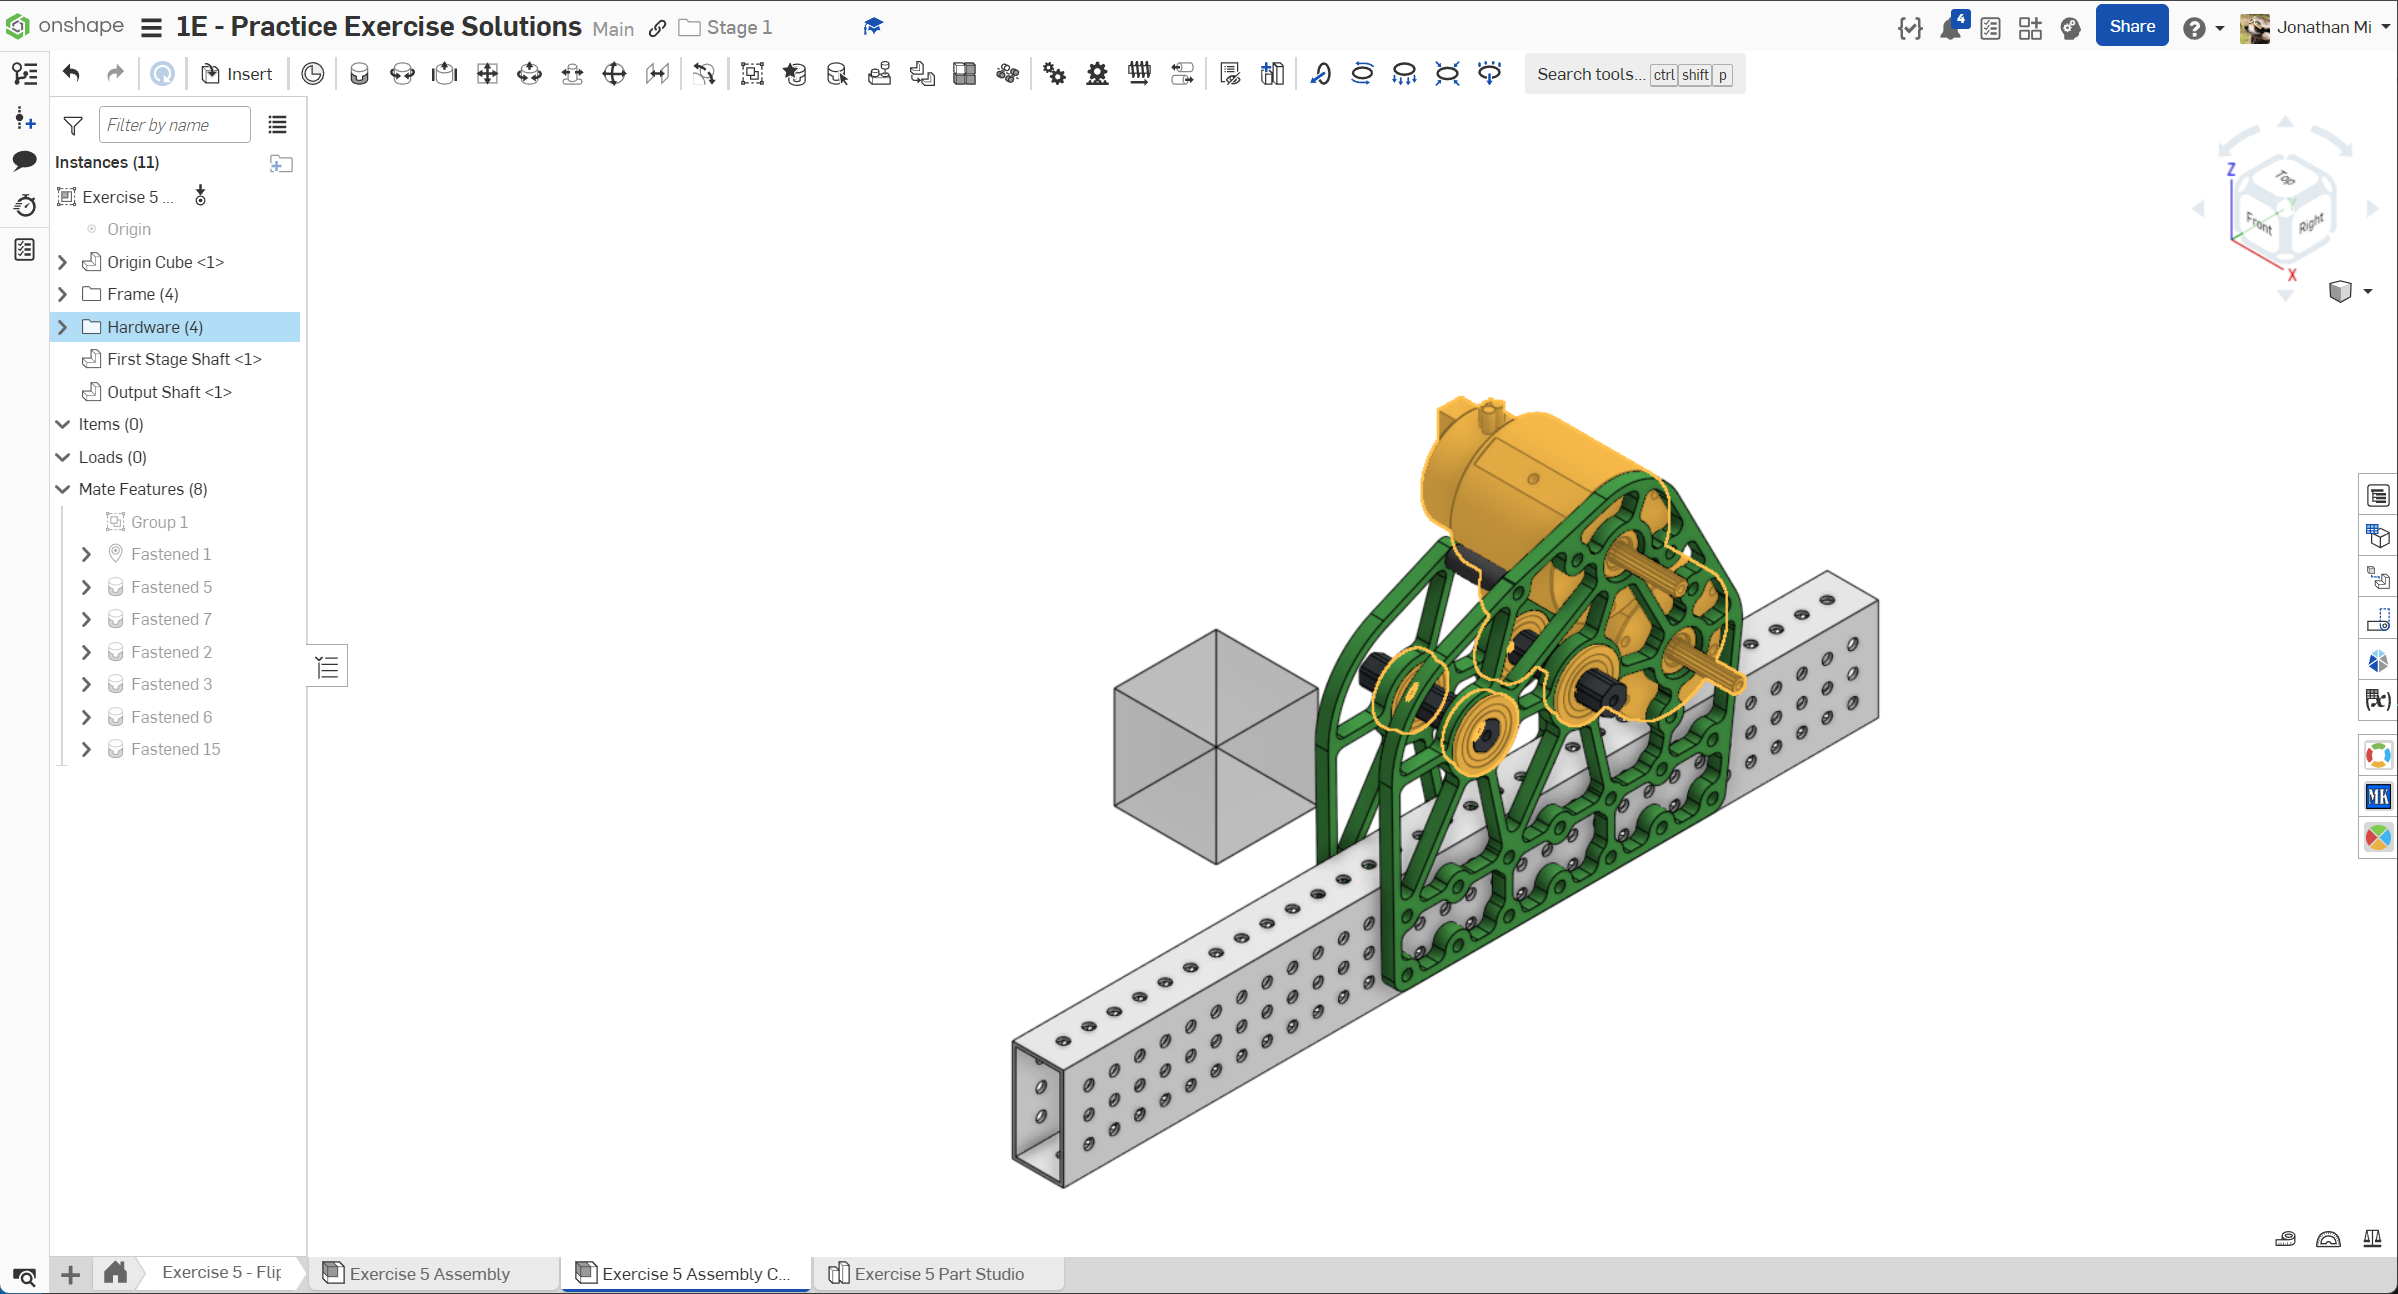 onshape
1E - Practice Exercise Solutions Main Stage 1
4
Share
Jonathan Mi
Insert
Search tools... ctrl shift p
Filter by name
Instances (11)
Exercise 5 ...
Origin
Origin Cube <1>
Frame (4)
Hardware (4)
First Stage Shaft <1>
Output Shaft <1>
Items (0)
Loads (0)
Mate Features (8)
Group 1
Fastened 1
Fastened 5
Fastened 7
Fastened 2
Fastened 3
Fastened 6
Fastened 15
Z
Top
Y
Front
Right
X
(x)
MK
Exercise 5 - Flip
Exercise 5 Assembly
Exercise 5 Assembly C...
Exercise 5 Part Studio